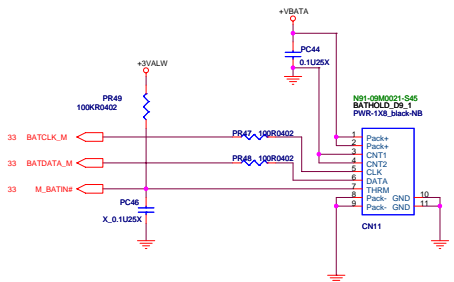 +VBATA
+3VALW
PC44
0.1U25X
PR49
100KR0402
N91-09M0021-S45
BATHOLD_D9_1
PWR-1X8_black-NB
33 BATCLK_M
PR47 100R0402
33 BATDATA_M
PR48 100R0402
33 M_BATIN#
PC46
X_0.1U25X
1 Pack+
2 Pack+
3 CNT1
4 CNT2
5 CLK
6 DATA
7 THRM
8 Pack- GND 10
9 Pack- GND 11
CN11